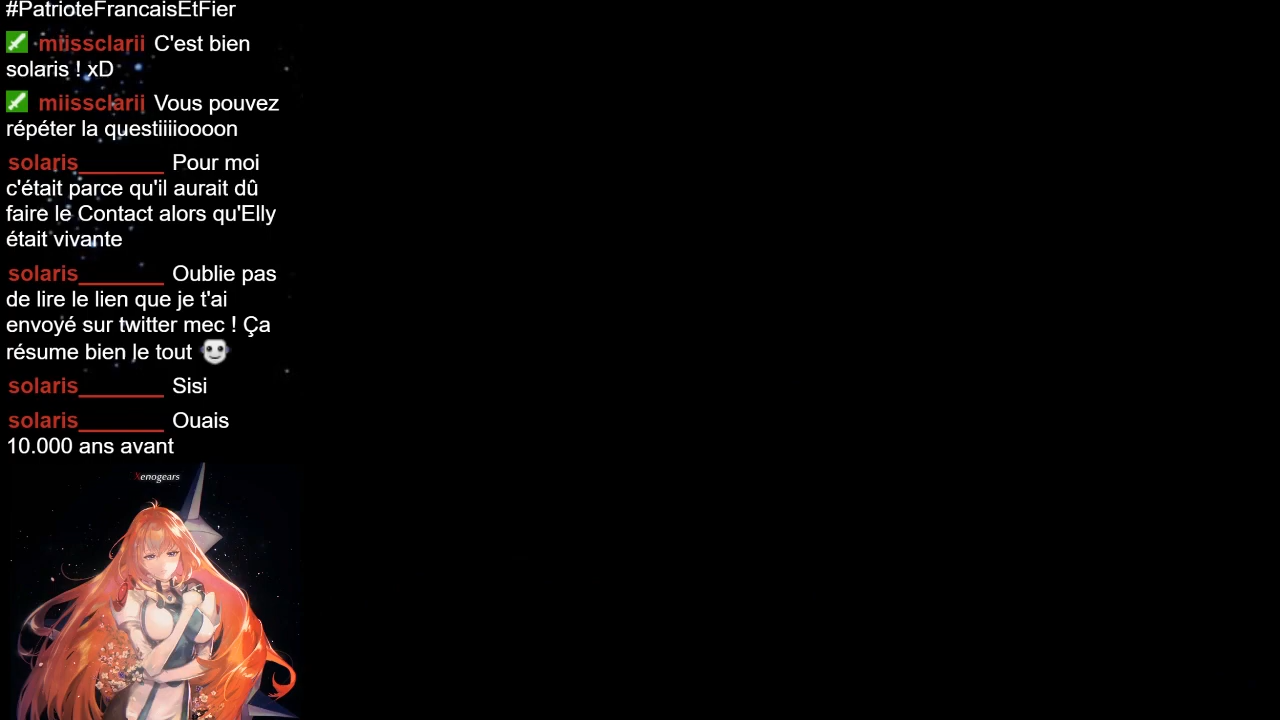 #PatrioteFrancaisEtFier
miissclarii C'est bien
solaris ! xD
miissclarii Vous pouvez
répéter la questiiiioooon
solaris_______ Pour moi
c'était parce qu'il aurait dû
faire le Contact alors qu'Elly
était vivante
solaris_______ Oublie pas
de lire le lien que je t'ai
envoyé sur twitter mec ! Ça
résume bien le tout
solaris_______ Sisi
solaris_______ Ouais
10.000 ans avant
Xenogears